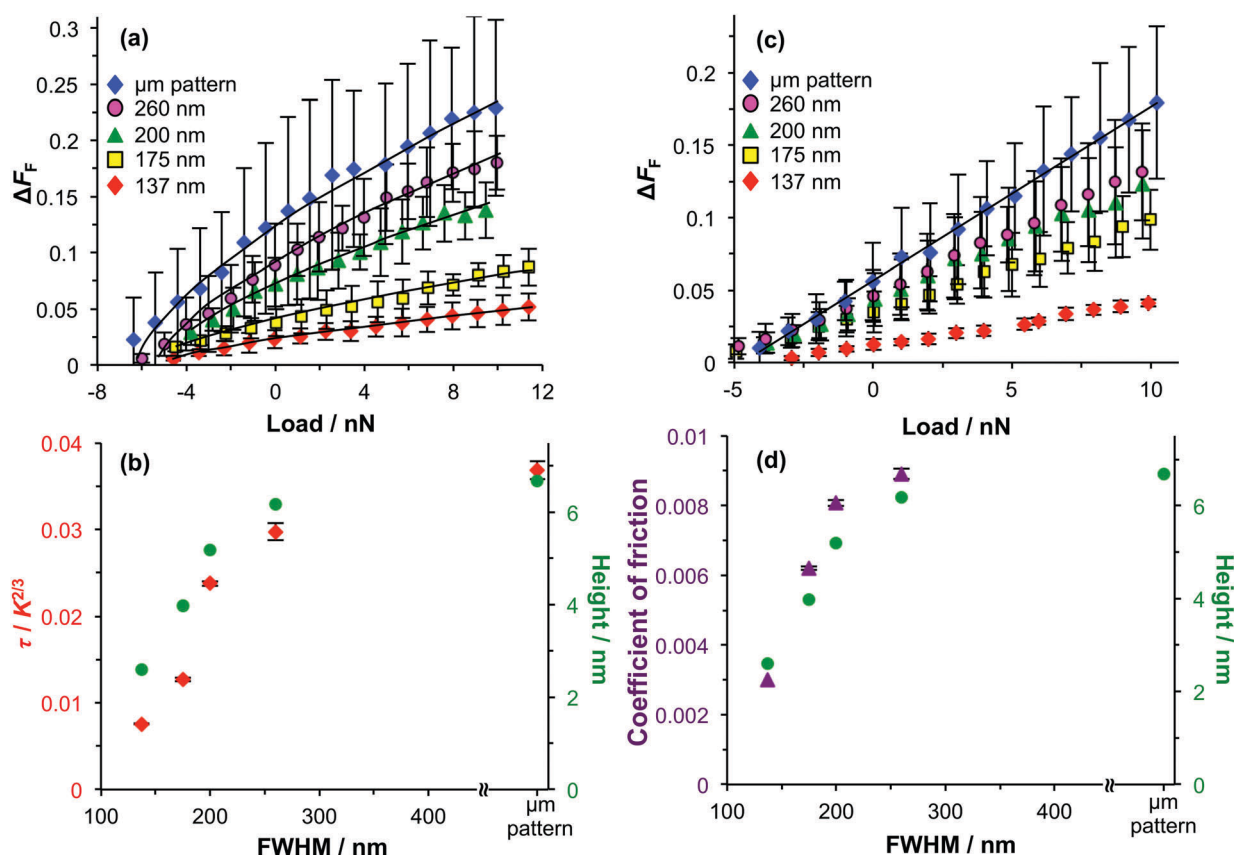 (a)
ΔF_F
0.3
0.25
0.2
0.15
0.1
0.05
0
µm pattern
260 nm
200 nm
175 nm
137 nm
-8 -4 0 4 8 12
Load / nN
(c)
ΔF_F
0.2
0.15
0.1
0.05
0
µm pattern
260 nm
200 nm
175 nm
137 nm
-5 0 5 10
Load / nN
(b)
τ / K^{2/3}
0.04
0.03
0.02
0.01
0
Height / nm
6
4
2
0
100 200 300 400 µm
pattern
FWHM / nm
(d)
Coefficient of friction
0.01
0.008
0.006
0.004
0.002
0
Height / nm
6
4
2
0
100 200 300 400 µm
pattern
FWHM / nm